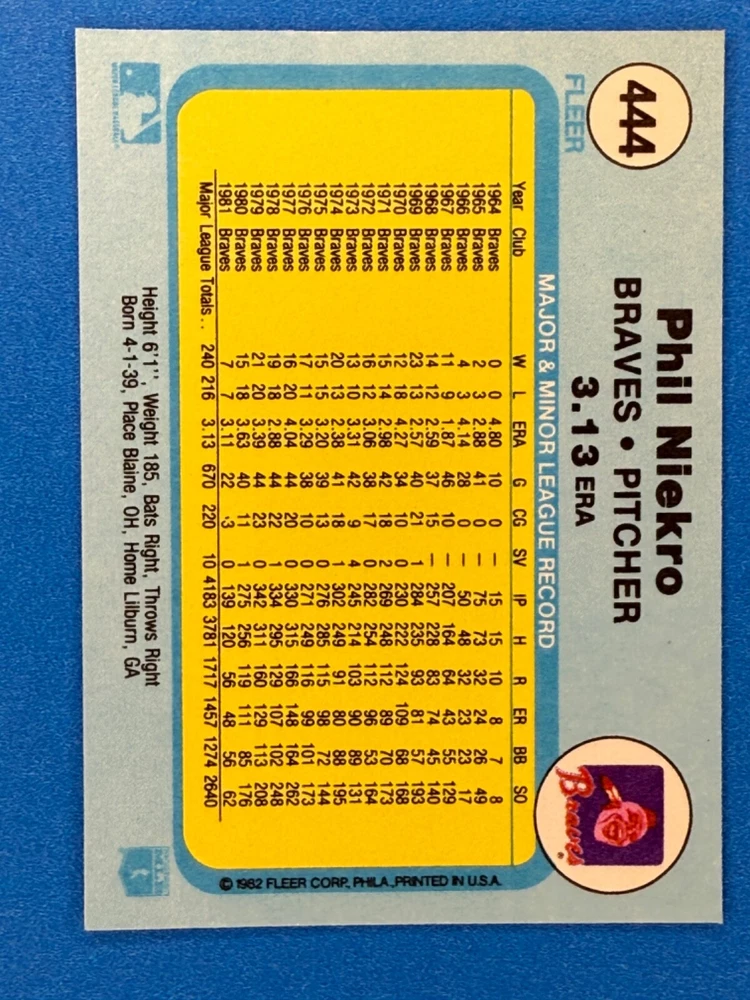 444
FLEER
Phil Niekro
BRAVES • PITCHER
3.13 ERA
Braves
MAJOR & MINOR LEAGUE RECORD
Year Club W L ERA G CG SV IP H R ER BB SO
1964 Braves 0 0 4.80 10 0 — 15 15 10 8 7 8
1965 Braves 2 3 2.88 41 0 — 75 73 32 24 26 49
1966 Braves 4 3 4.14 28 0 — 50 48 32 23 23 17
1967 Braves 11 9 1.87 46 10 — 207 164 64 43 55 129
1968 Braves 14 12 2.59 37 15 — 257 228 83 74 45 140
1969 Braves 23 13 2.57 40 21 1 284 235 93 81 57 193
1970 Braves 12 18 4.27 34 10 0 230 222 124 109 68 168
1971 Braves 15 14 2.98 42 18 2 269 248 112 89 70 173
1972 Braves 16 12 3.06 38 17 0 282 254 112 96 53 164
1973 Braves 13 10 3.31 42 9 4 245 214 103 90 89 131
1974 Braves 20 13 2.38 41 18 1 302 249 91 80 88 195
1975 Braves 15 15 3.20 39 13 0 276 285 115 98 72 144
1976 Braves 17 11 3.29 38 10 0 271 249 116 99 101 173
1977 Braves 16 20 4.04 44 20 0 330 315 166 148 164 262
1978 Braves 19 18 2.88 44 22 1 334 295 129 107 102 248
1979 Braves 21 20 3.39 44 23 0 342 311 160 129 113 208
1980 Braves 15 18 3.63 40 11 1 275 256 119 111 85 176
1981 Braves 7 7 3.11 22 3 0 139 120 56 48 56 62
Major League Totals . . 240 216 3.13 670 220 10 4183 3781 1717 1457 1274 2640
Height 6'1'', Weight 185, Bats Right, Throws Right
Born 4-1-39, Place Blaine, OH, Home Lilburn, GA
© 1982 FLEER CORP., PHILA., PRINTED IN U.S.A.